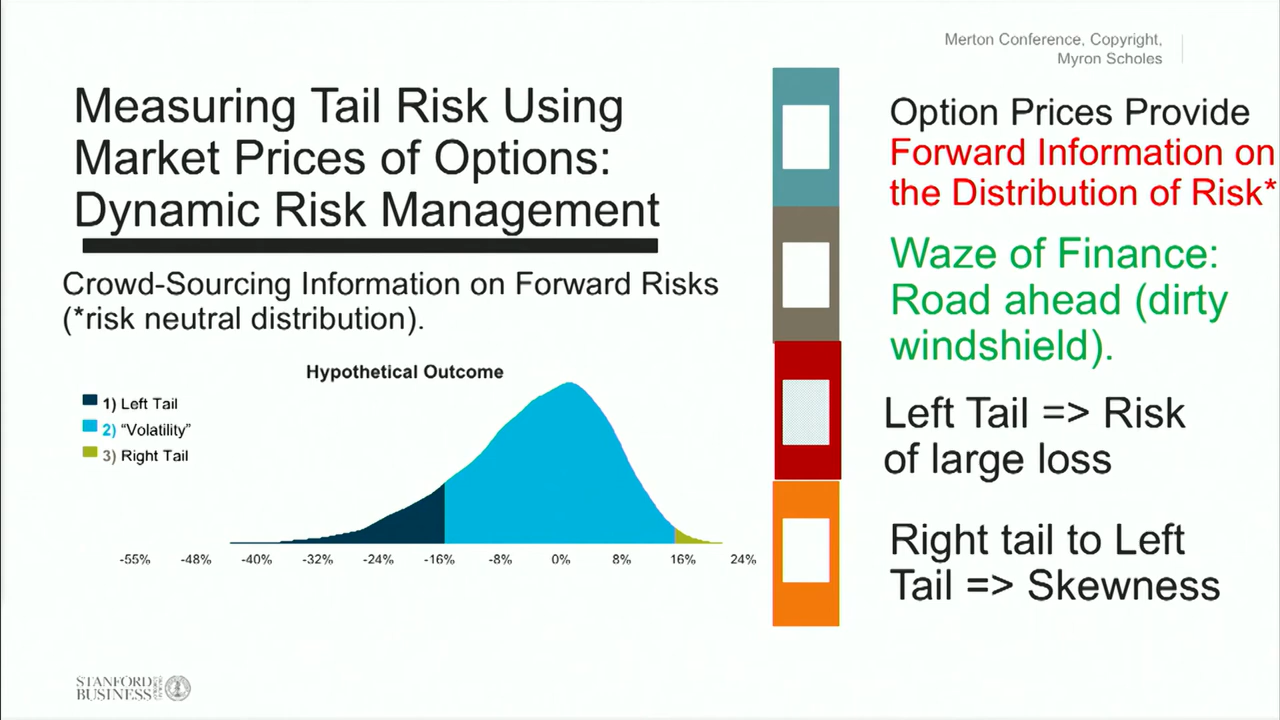 Merton Conference, Copyright,
Myron Scholes
Measuring Tail Risk Using
Market Prices of Options:
Dynamic Risk Management
Crowd-Sourcing Information on Forward Risks
(*risk neutral distribution).
Hypothetical Outcome
1) Left Tail
2) “Volatility”
3) Right Tail
-55% -48% -40% -32% -24% -16% -8% 0% 8% 16% 24%
Option Prices Provide
Forward Information on
the Distribution of Risk*
Waze of Finance:
Road ahead (dirty
windshield).
Left Tail => Risk
of large loss
Right tail to Left
Tail => Skewness
STANFORD
BUSINESS